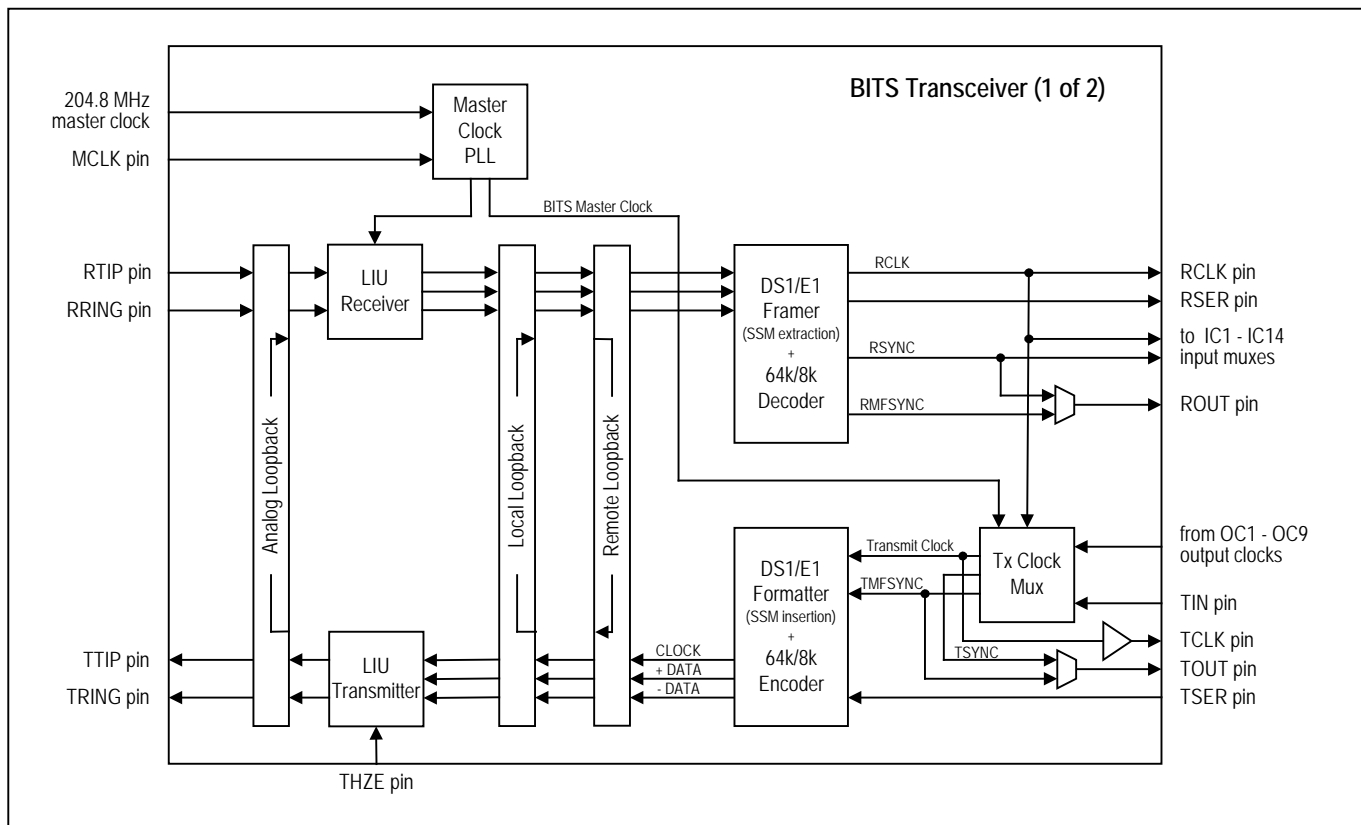 BITS Transceiver (1 of 2)
204.8 MHz
master clock
MCLK pin
Master
Clock
PLL
BITS Master Clock
RTIP pin
RRING pin
LIU
Receiver
DS1/E1
Framer
(SSM extraction)
+
64k/8k
Decoder
RCLK
RSYNC
RMFSYNC
RCLK pin
RSER pin
to IC1 - IC14
input muxes
ROUT pin
Analog Loopback
Local Loopback
Remote Loopback
Tx Clock
Mux
from OC1 - OC9
output clocks
TIN pin
TCLK pin
TOUT pin
TSER pin
Transmit Clock
TMFSYNC
TSYNC
DS1/E1
Formatter
(SSM insertion)
+
64k/8k
Encoder
CLOCK
+ DATA
- DATA
LIU
Transmitter
TTIP pin
TRING pin
THZE pin